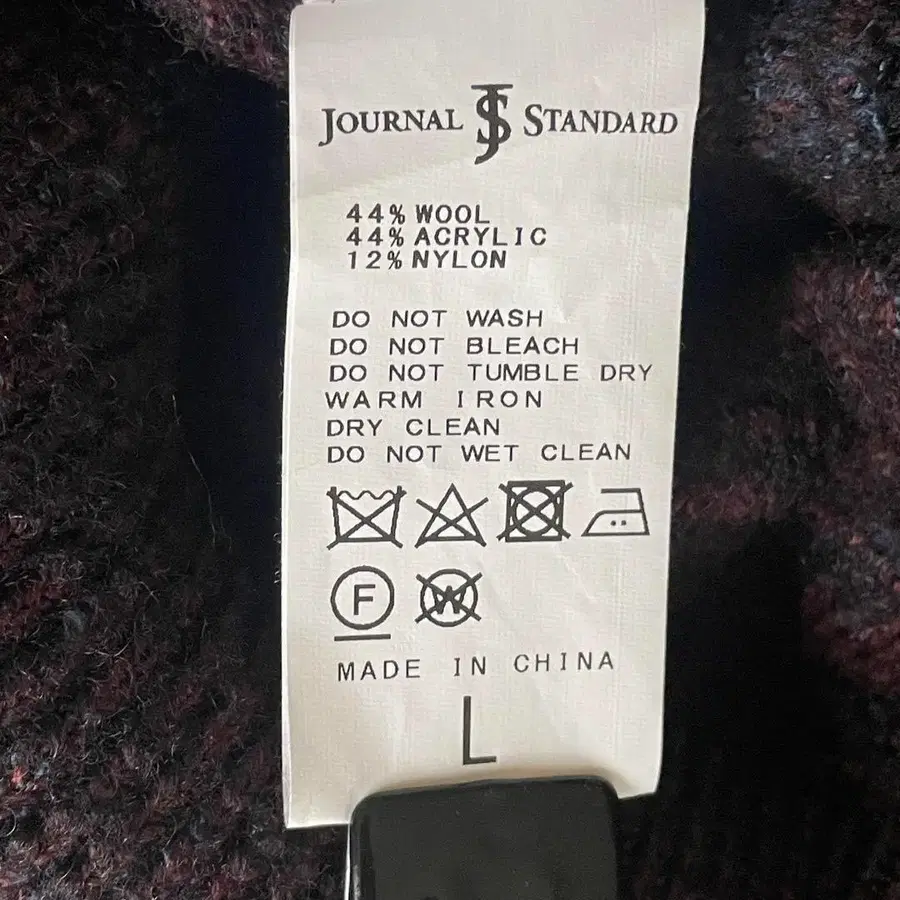 JOURNAL JS STANDARD
44% WOOL
44% ACRYLIC
12% NYLON
DO NOT WASH
DO NOT BLEACH
DO NOT TUMBLE DRY
WARM IRON
DRY CLEAN
DO NOT WET CLEAN
F W
MADE IN CHINA
L